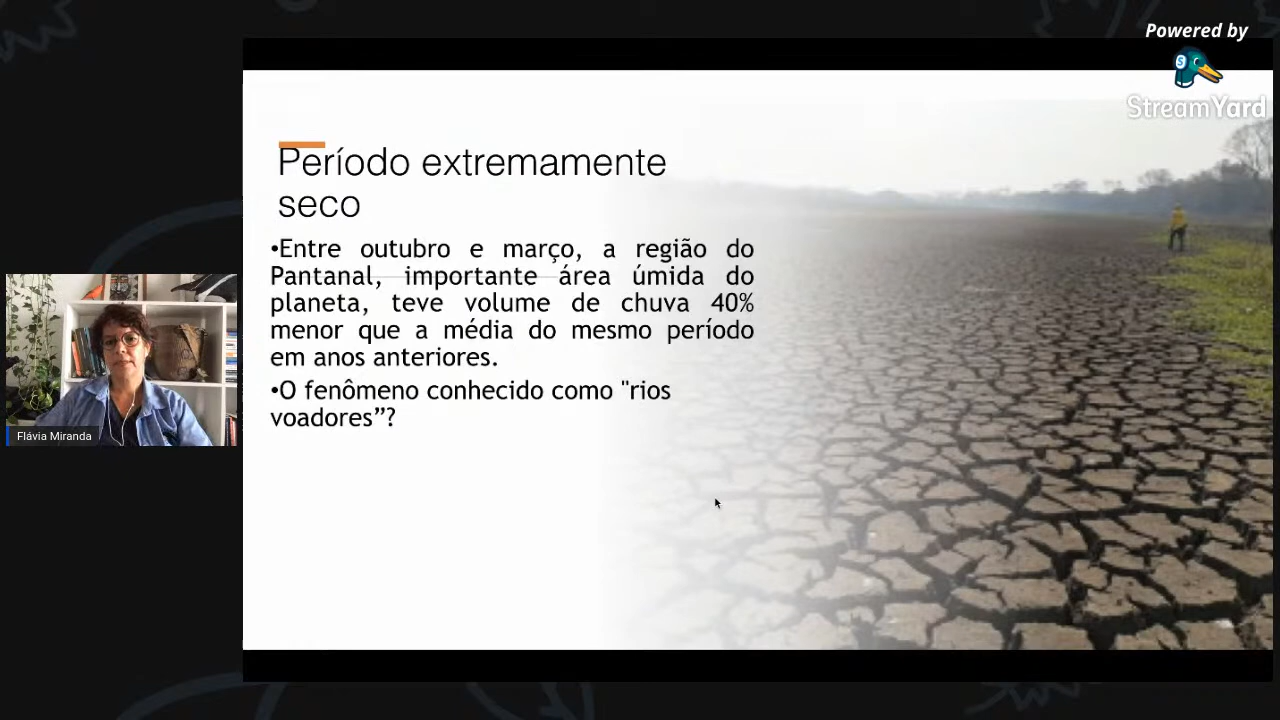 Powered by
StreamYard
Período extremamente
seco
•Entre outubro e março, a região do
Pantanal, importante área úmida do
planeta, teve volume de chuva 40%
menor que a média do mesmo período
em anos anteriores.
•O fenômeno conhecido como "rios
voadores”?
Flávia Miranda